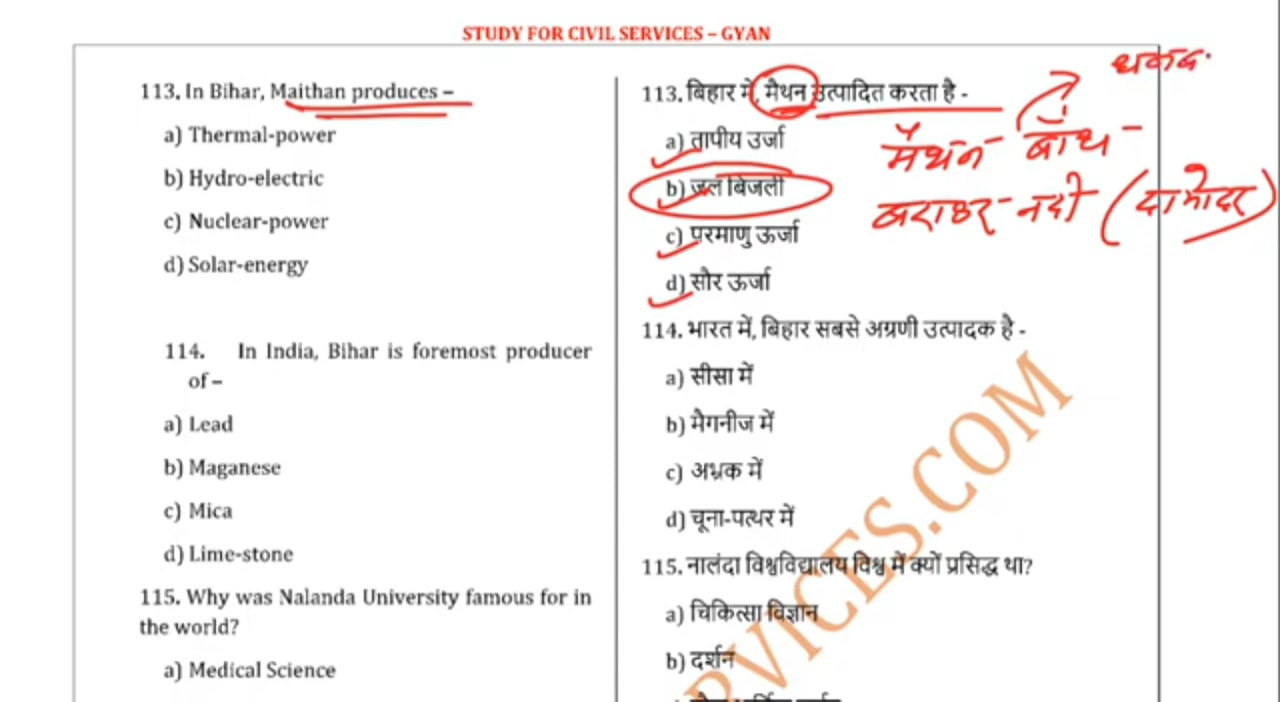 STUDY FOR CIVIL SERVICES – GYAN
113. In Bihar, Maithan produces –
a) Thermal-power
b) Hydro-electric
c) Nuclear-power
d) Solar-energy
114. In India, Bihar is foremost producer
of –
a) Lead
b) Maganese
c) Mica
d) Lime-stone
115. Why was Nalanda University famous for in
the world?
a) Medical Science
113. बिहार में, मैथन उत्पादित करता है -
a) तापीय उर्जा
b) जल बिजली
c) परमाणु ऊर्जा
d) सौर ऊर्जा
114. भारत में, बिहार सबसे अग्रणी उत्पादक है -
a) सीसा में
b) मैगनीज में
c) अभ्रक में
d) चूना-पत्थर में
115. नालंदा विश्वविद्यालय विश्व में क्यों प्रसिद्ध था?
a) चिकित्सा विज्ञान
b) दर्शन
मैथन बाँध -
नदी (दामोदर)
RVICES.COM